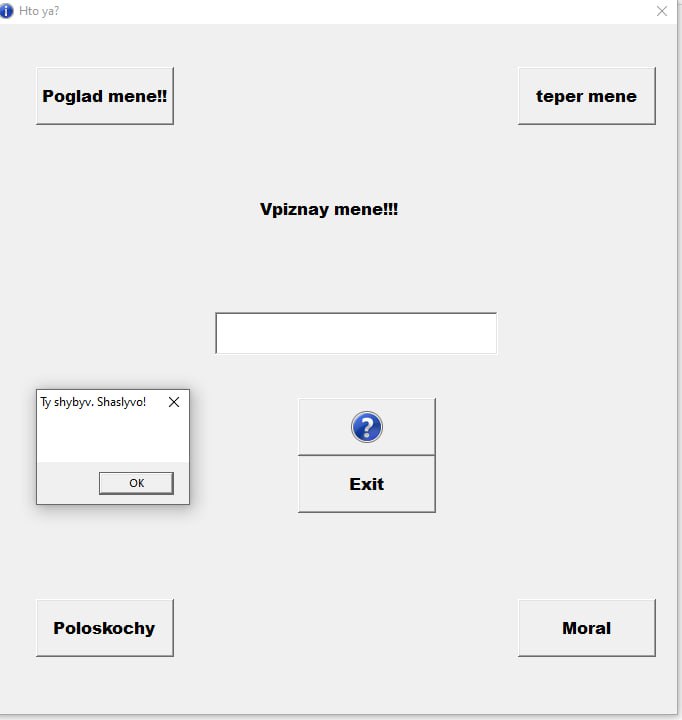 Hto ya?
Poglad mene!!
teper mene
Vpiznay mene!!!
Ty shybyv. Shaslyvo!
OK
Exit
Poloskochy
Moral